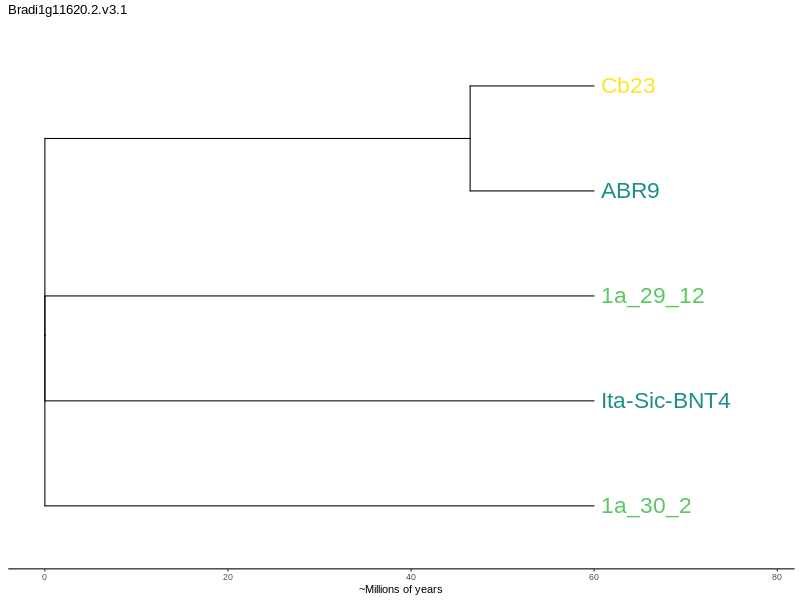 Bradi1g11620.2.v3.1
Cb23
ABR9
1a_29_12
Ita-Sic-BNT4
1a_30_2
0 20 40 60 80
~Millions of years